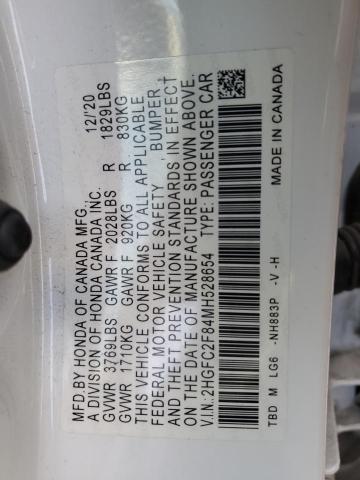 MFD.BY HONDA OF CANADA MFG., 12/'20
A DIVISION OF HONDA CANADA INC.
GVWR 3769LBS GAWR F 2028LBS R 1829LBS
GVWR 1710KG GAWR F 920KG R 830KG
THIS VEHICLE CONFORMS TO ALL APPLICABLE
FEDERAL MOTOR VEHICLE SAFETY , BUMPER,
AND THEFT PREVENTION STANDARDS IN EFFECT
ON THE DATE OF MANUFACTURE SHOWN ABOVE.
V.I.N.:2HGFC2F84MH528654 TYPE: PASSENGER CAR
TBD M LG6 -NH883P -V -H MADE IN CANADA